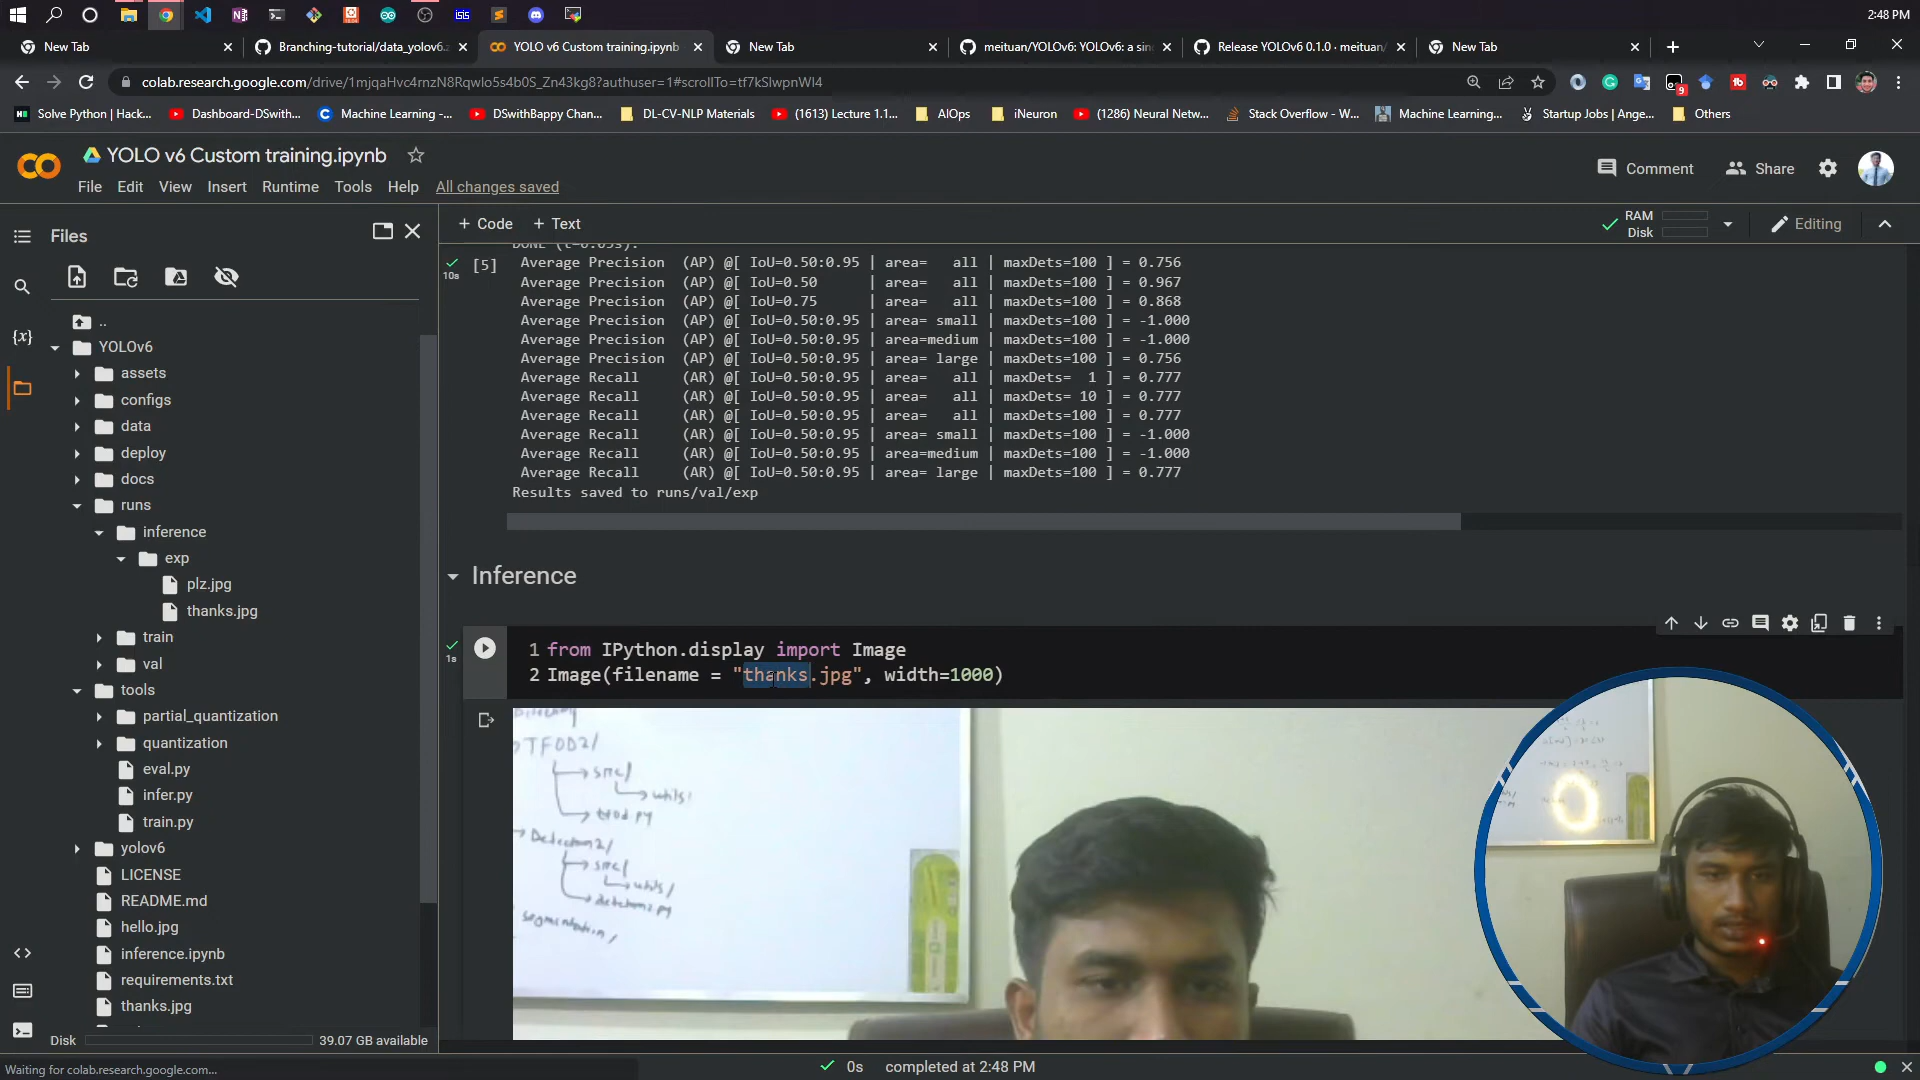 2:48 PM
New Tab
Branching-tutorial/data_yolov6.z
YOLO v6 Custom training.ipynb
New Tab
meituan/YOLOv6: YOLOv6: a sin
Release YOLOv6 0.1.0 · meituan/
New Tab
colab.research.google.com/drive/1mjqaHvc4rnzN8Rqwlo5s4b0S_Zn43kg8?authuser=1#scrollTo=tf7kSlwpnWI4
9
Solve Python | Hack...
Dashboard-DSwith...
Machine Learning -...
DSwithBappy Chan...
DL-CV-NLP Materials
(1613) Lecture 1.1...
AIOps
iNeuron
(1286) Neural Netw...
Stack Overflow - W...
Machine Learning...
Startup Jobs | Ange...
Others
YOLO v6 Custom training.ipynb
Comment
Share
File Edit View Insert Runtime Tools Help All changes saved
Files
+ Code + Text
RAM
Disk
Editing
DONE (t=0.09s).
[5]
10s
Average Precision (AP) @[ IoU=0.50:0.95 | area= all | maxDets=100 ] = 0.756
Average Precision (AP) @[ IoU=0.50 | area= all | maxDets=100 ] = 0.967
Average Precision (AP) @[ IoU=0.75 | area= all | maxDets=100 ] = 0.868
Average Precision (AP) @[ IoU=0.50:0.95 | area= small | maxDets=100 ] = -1.000
Average Precision (AP) @[ IoU=0.50:0.95 | area=medium | maxDets=100 ] = -1.000
Average Precision (AP) @[ IoU=0.50:0.95 | area= large | maxDets=100 ] = 0.756
Average Recall (AR) @[ IoU=0.50:0.95 | area= all | maxDets= 1 ] = 0.777
Average Recall (AR) @[ IoU=0.50:0.95 | area= all | maxDets= 10 ] = 0.777
Average Recall (AR) @[ IoU=0.50:0.95 | area= all | maxDets=100 ] = 0.777
Average Recall (AR) @[ IoU=0.50:0.95 | area= small | maxDets=100 ] = -1.000
Average Recall (AR) @[ IoU=0.50:0.95 | area=medium | maxDets=100 ] = -1.000
Average Recall (AR) @[ IoU=0.50:0.95 | area= large | maxDets=100 ] = 0.777
Results saved to runs/val/exp
Inference
1s
1 from IPython.display import Image
2 Image(filename = "thanks.jpg", width=1000)
TFOD2/
src/
utils/
tfod.py
Detectron2/
src/
utils/
detectron2.py
segmentation/
..
YOLOv6
assets
configs
data
deploy
docs
runs
inference
exp
plz.jpg
thanks.jpg
train
val
tools
partial_quantization
quantization
eval.py
infer.py
train.py
yolov6
LICENSE
README.md
hello.jpg
inference.ipynb
requirements.txt
thanks.jpg
Disk
39.07 GB available
Waiting for colab.research.google.com...
0s completed at 2:48 PM